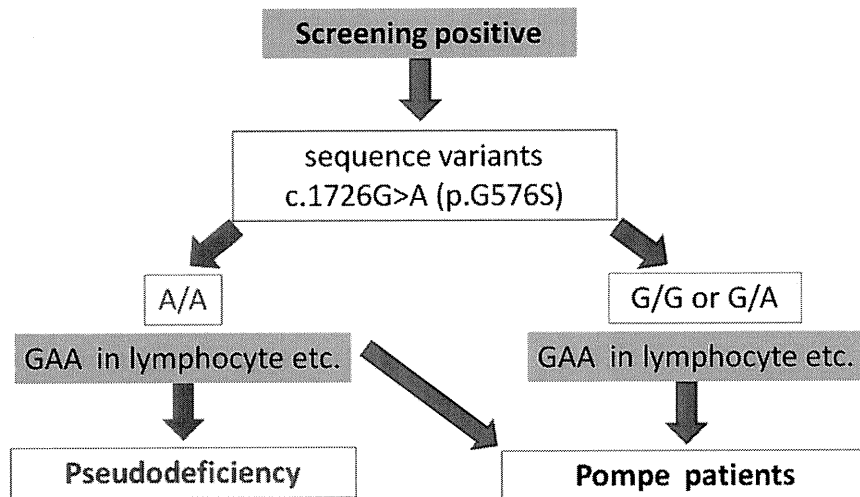 Screening positive
sequence variants
c.1726G>A (p.G576S)
A/A
G/G or G/A
GAA in lymphocyte etc.
GAA in lymphocyte etc.
Pseudodeficiency
Pompe patients